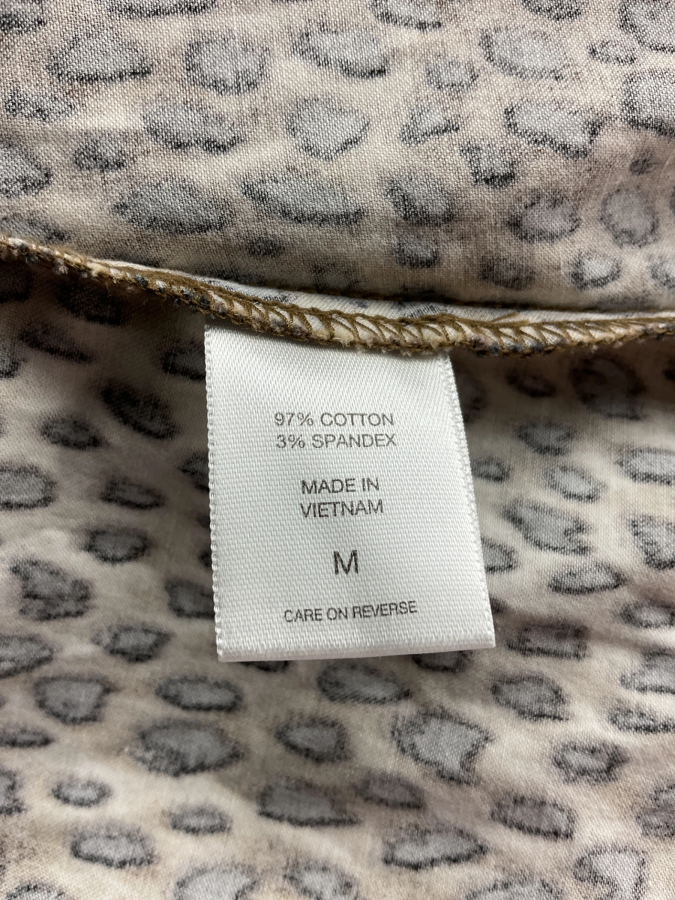 97% COTTON
3% SPANDEX
MADE IN
VIETNAM
M
CARE ON REVERSE